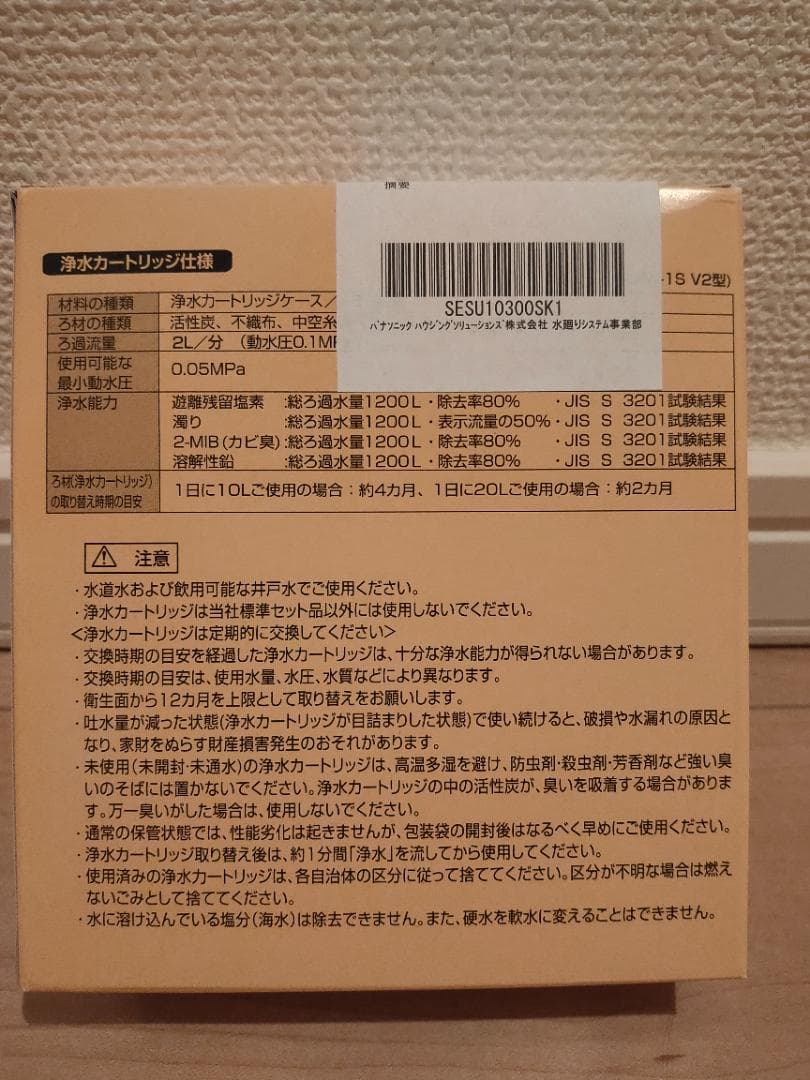 摘要
浄水カートリッジ仕様
-1S V2型)
SESU10300SK1
パナソニック ハウジングソリューションズ株式会社 水廻りシステム事業部
材料の種類 浄水カートリッジケース/
ろ材の種類 活性炭、不織布、中空糸
ろ過流量 2L/分 (動水圧0.1MP
使用可能な
最小動水圧
0.05MPa
浄水能力 遊離残留塩素 :総ろ過水量1200L・除去率80% ・JIS S 3201試験結果
濁り :総ろ過水量1200L・表示流量の50%・JIS S 3201試験結果
2-MIB(カビ臭):総ろ過水量1200L・除去率80% ・JIS S 3201試験結果
溶解性鉛 :総ろ過水量1200L・除去率80% ・JIS S 3201試験結果
ろ材(浄水カートリッジ)
の取り替え時期の目安
1日に10Lご使用の場合:約4カ月、1日に20Lご使用の場合:約2カ月
注意
・水道水および飲用可能な井戸水でご使用ください。
・浄水カートリッジは当社標準セット品以外には使用しないでください。
<浄水カートリッジは定期的に交換してください>
・交換時期の目安を経過した浄水カートリッジは、十分な浄水能力が得られない場合があります。
・交換時期の目安は、使用水量、水圧、水質などにより異なります。
・衛生面から12カ月を上限として取り替えをお願いします。
・吐水量が減った状態(浄水カートリッジが目詰まりした状態)で使い続けると、破損や水漏れの原因と
なり、家財をぬらす財産損害発生のおそれがあります。
・未使用(未開封·未通水)の浄水カートリッジは、高温多湿を避け、防虫剤·殺虫剤·芳香剤など強い臭
いのそばには置かないでください。浄水カートリッジの中の活性炭が、臭いを吸着する場合がありま
す。万一臭いがした場合は、使用しないでください。
・通常の保管状態では、性能劣化は起きませんが、包装袋の開封後はなるべく早めにご使用ください。
・浄水カートリッジ取り替え後は、約1分間「浄水」を流してから使用してください。
・使用済みの浄水カートリッジは、各自治体の区分に従って捨ててください。区分が不明な場合は燃え
ないごみとして捨ててください。
・水に溶け込んでいる塩分(海水)は除去できません。また、硬水を軟水に変えることはできません。